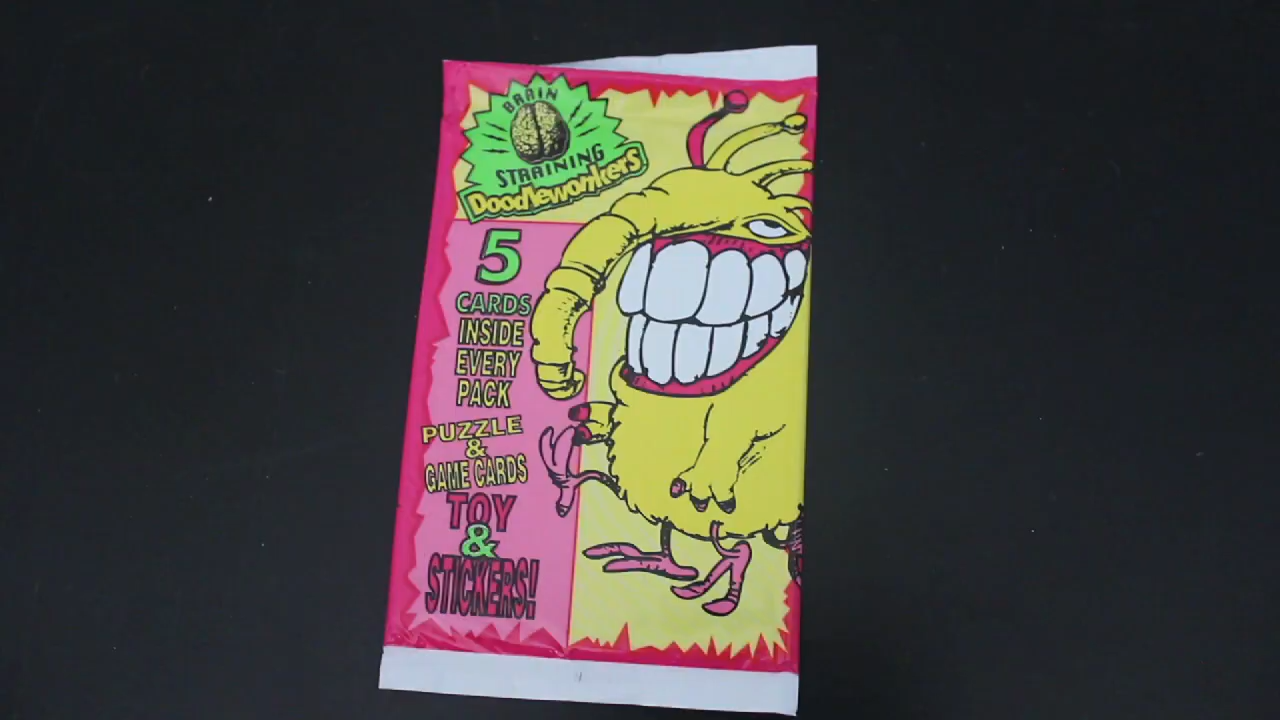 BRAIN
STRAINING
Doodlewonkers
5
CARDS
INSIDE
EVERY
PACK
PUZZLE
&
GAME CARDS
TOY
&
STICKERS!